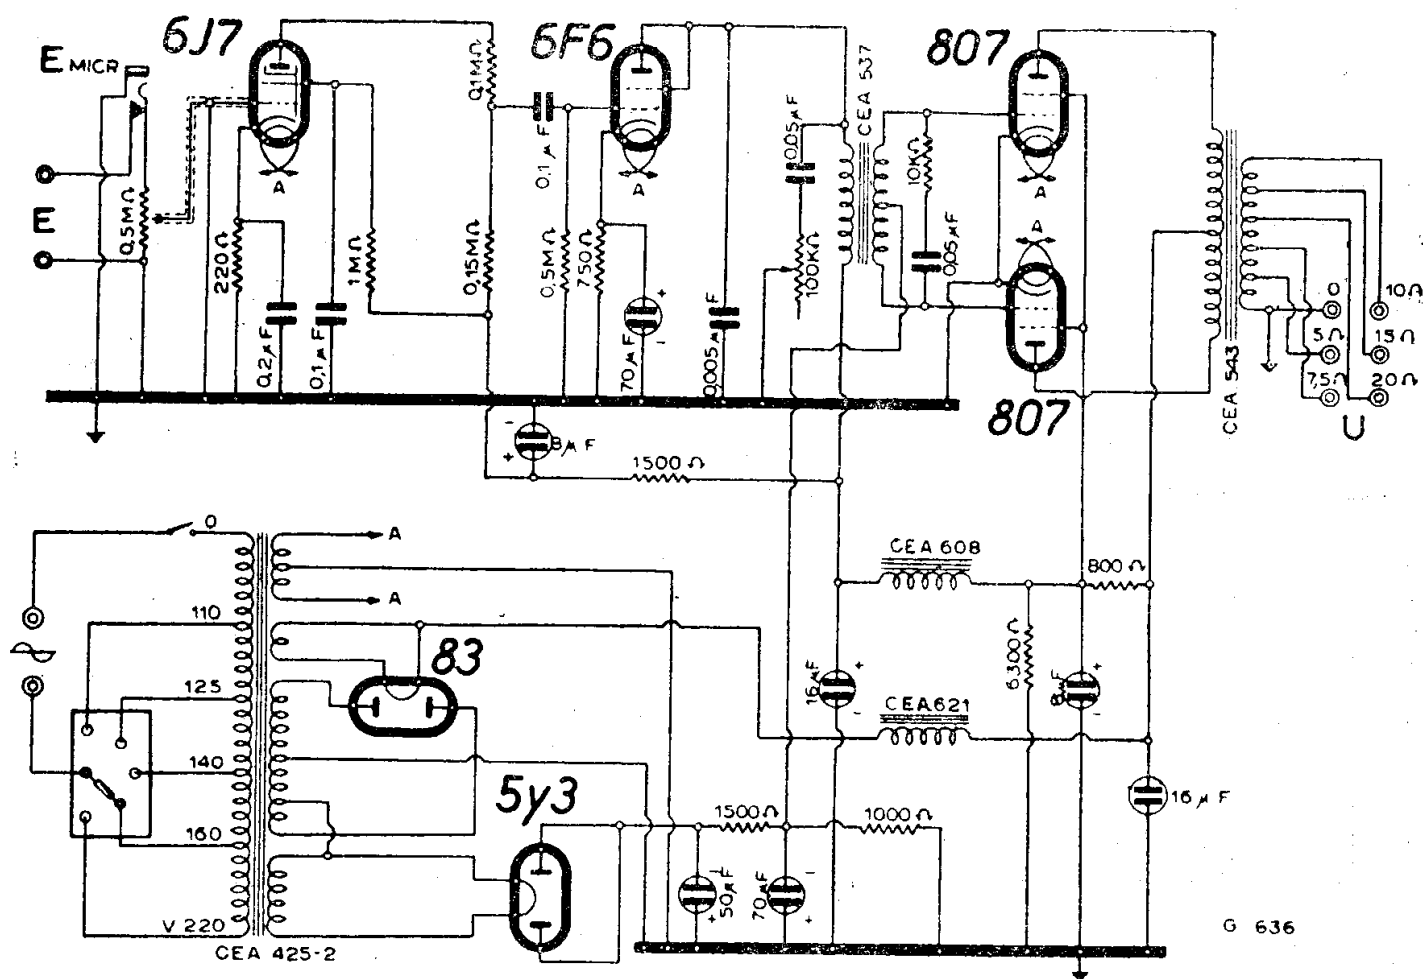 6J7
6F6
807
E MICR
0,1MΩ
CEA 537
0,05µF
10KΩ
A
A
A
A
0,1µF
E
0,5MΩ
220Ω
1MΩ
0,15MΩ
0,5MΩ
750Ω
100KΩ
0,05µF
0
10Ω
5Ω
15Ω
7,5Ω
20Ω
0,2µF
0,1µF
70µF
+
-
0,005µF
CEA 543
807
U
-
+
8µF
1500Ω
0
A
CEA 608
800Ω
A
110
83
6300Ω
16µF
+
-
8µF
+
-
125
CEA621
140
5y3
1500Ω
1000Ω
16µF
160
50µF
-
+
70µF
-
+
V 220
CEA 425-2
G 636